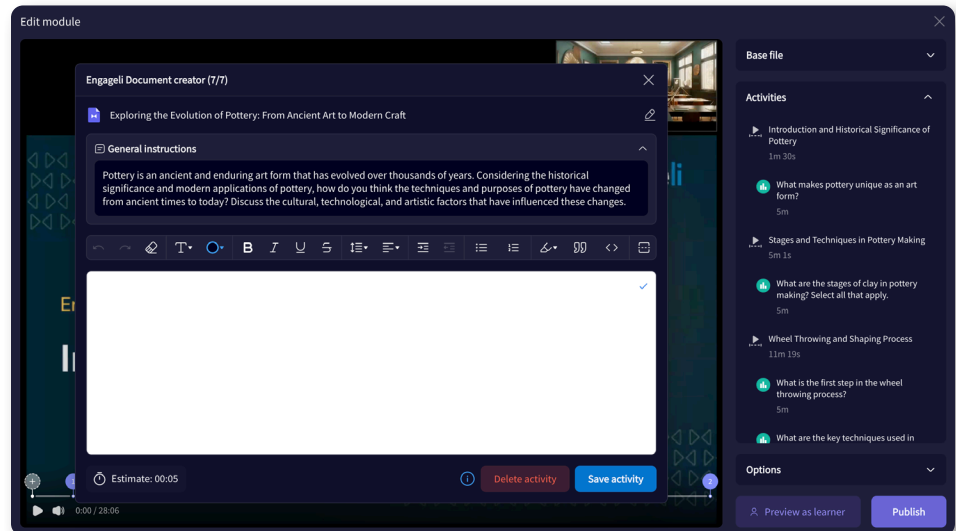 Edit module
Engageli Document creator (7/7)
Exploring the Evolution of Pottery: From Ancient Art to Modern Craft
General instructions
Pottery is an ancient and enduring art form that has evolved over thousands of years. Considering the historical
significance and modern applications of pottery, how do you think the techniques and purposes of pottery have changed
from ancient times to today? Discuss the cultural, technological, and artistic factors that have influenced these changes.
T
B
I
U
S
Estimate: 00:05
Delete activity
Save activity
1
2
0:00 / 28:06
Base file
Activities
Introduction and Historical Significance of
Pottery
1m 30s
What makes pottery unique as an art
form?
5m
Stages and Techniques in Pottery Making
5m 1s
What are the stages of clay in pottery
making? Select all that apply.
5m
Wheel Throwing and Shaping Process
11m 19s
What is the first step in the wheel
throwing process?
5m
What are the key techniques used in
Options
Preview as learner
Publish